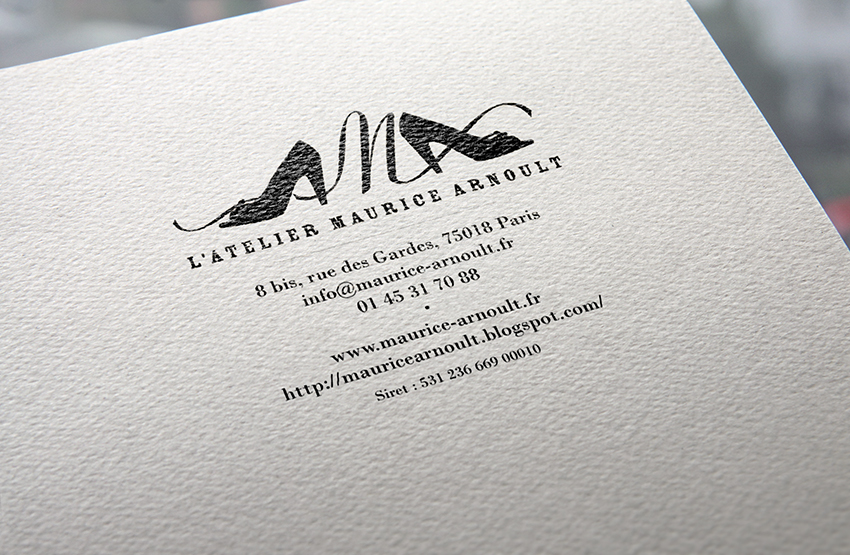 AMA
L'ATELIER MAURICE ARNOULT
8 bis, rue des Gardes, 75018 Paris
info@maurice-arnoult.fr
01 45 31 70 88
•
www.maurice-arnoult.fr
http://mauricearnoult.blogspot.com/
Siret : 531 236 669 00010